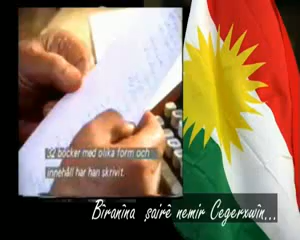 32 böcker med olika form och
innehåll har han skrivit.
Bîranîna şairê nemir Cegerxwîn...